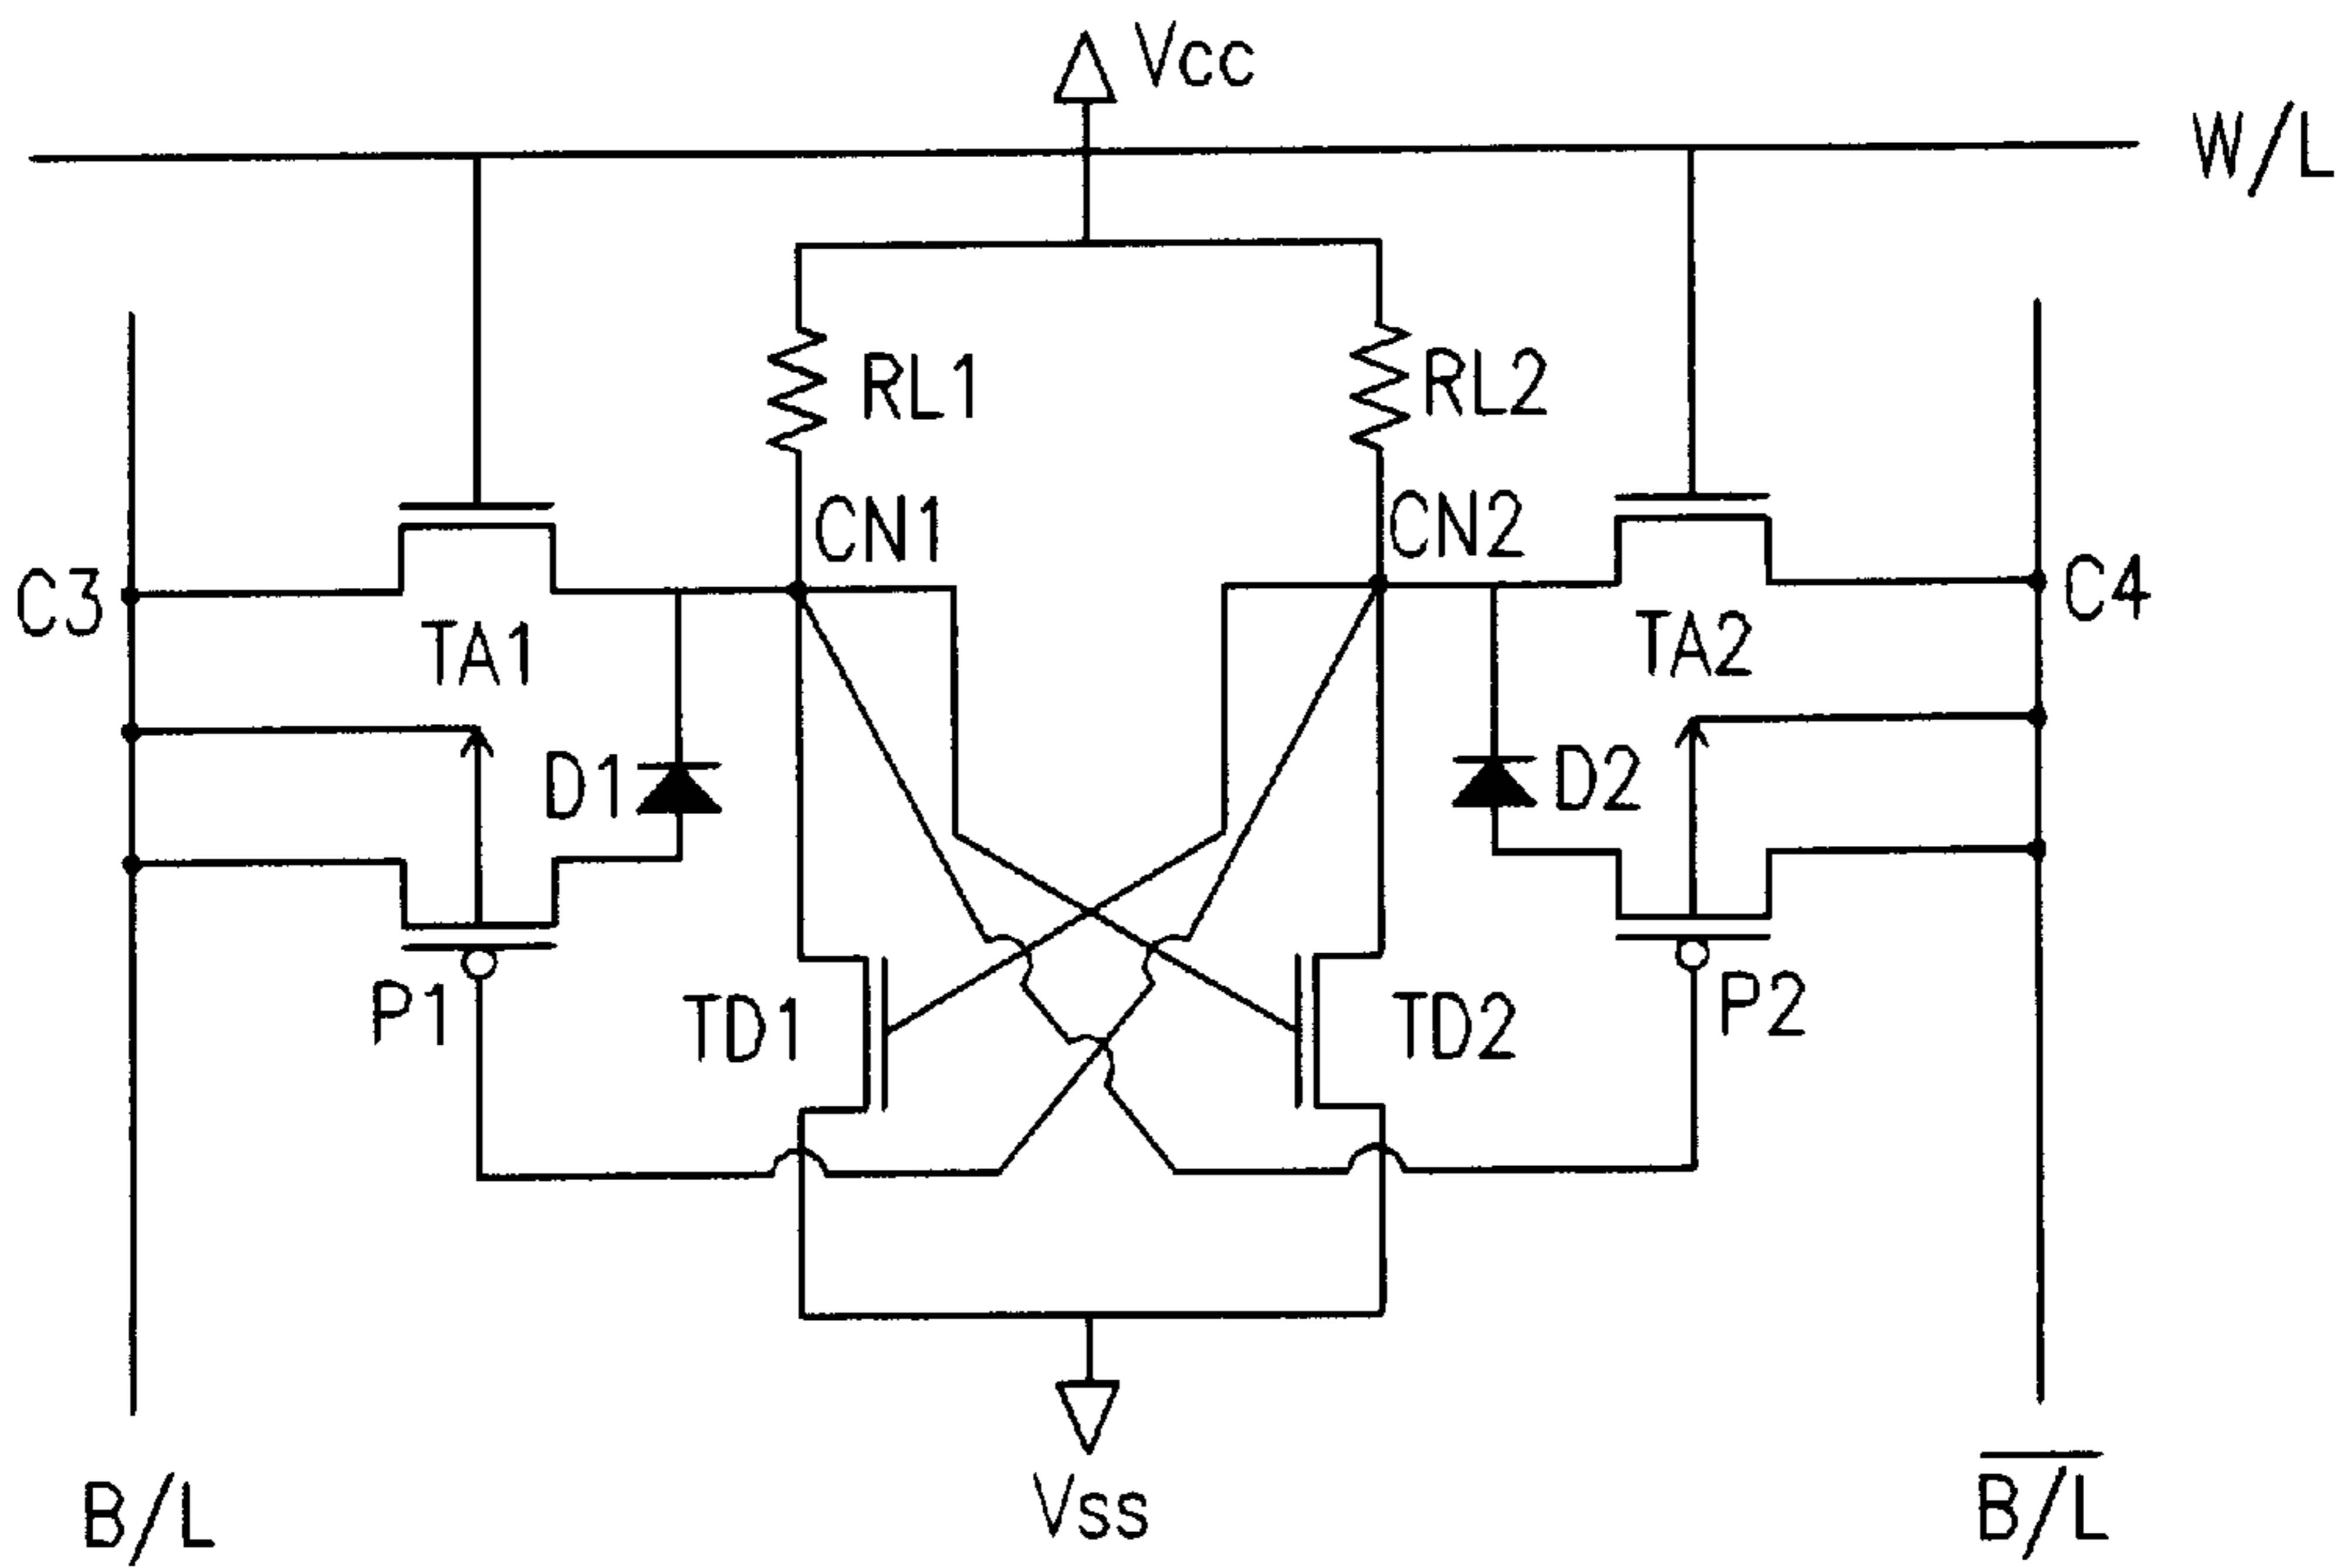 Vcc
W/L
RL1
RL2
CN1
CN2
C3
C4
TA1
TA2
D1
D2
P1
TD1
TD2
P2
Vss
B/L
B/L